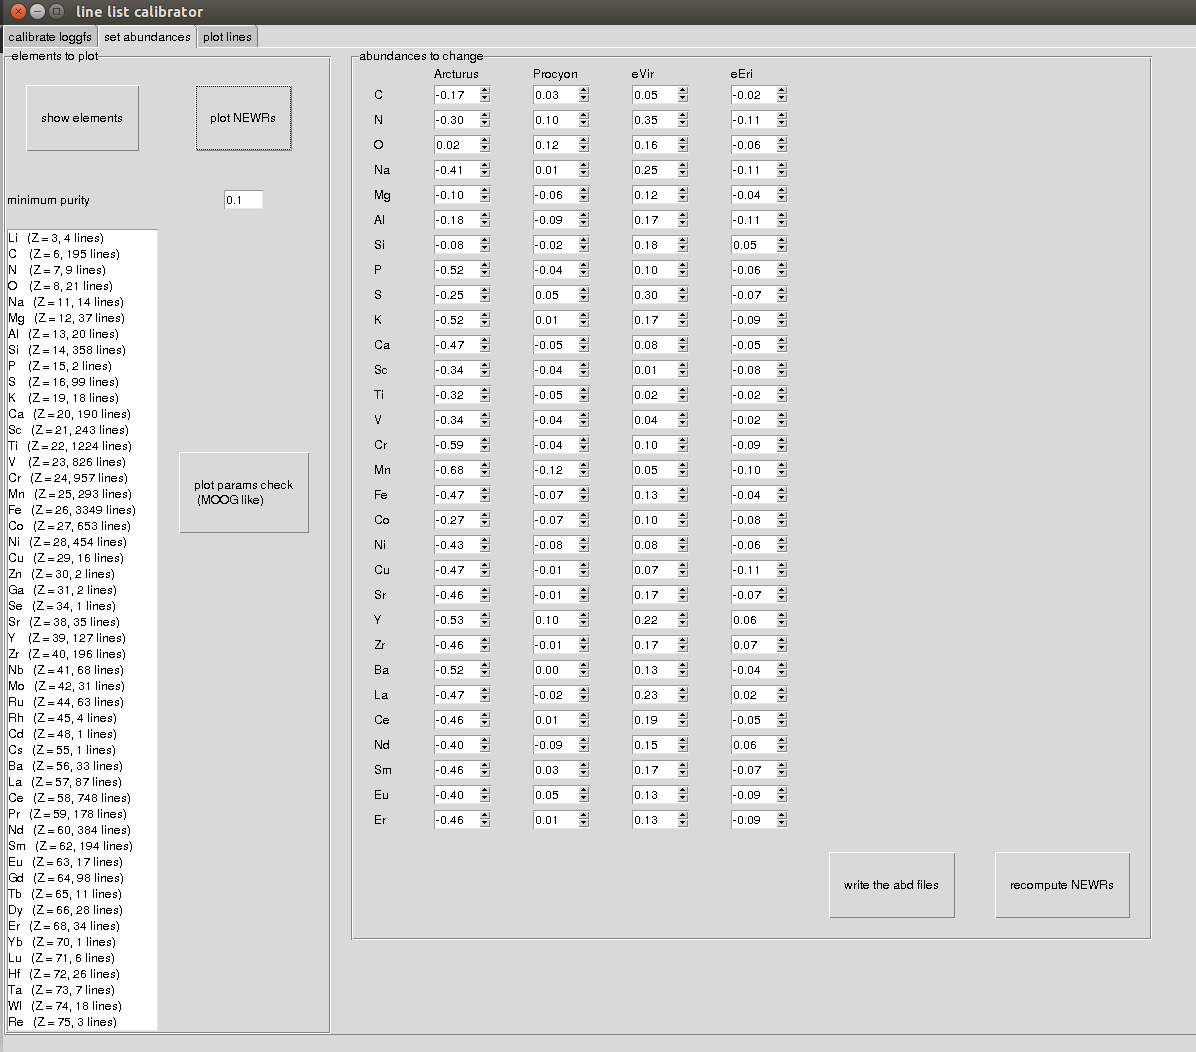 line list calibrator
calibrate loggfs set abundances plot lines
elements to plot
show elements
plot NEWRs
minimum purity 0.1
Li (Z = 3, 4 lines)
C (Z = 6, 195 lines)
N (Z = 7, 9 lines)
O (Z = 8, 21 lines)
Na (Z = 11, 14 lines)
Mg (Z = 12, 37 lines)
Al (Z = 13, 20 lines)
Si (Z = 14, 358 lines)
P (Z = 15, 2 lines)
S (Z = 16, 99 lines)
K (Z = 19, 18 lines)
Ca (Z = 20, 190 lines)
Sc (Z = 21, 243 lines)
Ti (Z = 22, 1224 lines)
V (Z = 23, 826 lines)
Cr (Z = 24, 957 lines)
Mn (Z = 25, 293 lines)
Fe (Z = 26, 3349 lines)
Co (Z = 27, 653 lines)
Ni (Z = 28, 454 lines)
Cu (Z = 29, 16 lines)
Zn (Z = 30, 2 lines)
Ga (Z = 31, 2 lines)
Se (Z = 34, 1 lines)
Sr (Z = 38, 35 lines)
Y (Z = 39, 127 lines)
Zr (Z = 40, 196 lines)
Nb (Z = 41, 68 lines)
Mo (Z = 42, 31 lines)
Ru (Z = 44, 63 lines)
Rh (Z = 45, 4 lines)
Cd (Z = 48, 1 lines)
Cs (Z = 55, 1 lines)
Ba (Z = 56, 33 lines)
La (Z = 57, 87 lines)
Ce (Z = 58, 748 lines)
Pr (Z = 59, 178 lines)
Nd (Z = 60, 384 lines)
Sm (Z = 62, 194 lines)
Eu (Z = 63, 17 lines)
Gd (Z = 64, 98 lines)
Tb (Z = 65, 11 lines)
Dy (Z = 66, 28 lines)
Er (Z = 68, 34 lines)
Yb (Z = 70, 1 lines)
Lu (Z = 71, 6 lines)
Hf (Z = 72, 26 lines)
Ta (Z = 73, 7 lines)
Wl (Z = 74, 18 lines)
Re (Z = 75, 3 lines)
plot params check
(MOOG like)
abundances to change
Arcturus Procyon eVir eEri
C -0.17 0.03 0.05 -0.02
N -0.30 0.10 0.35 -0.11
O 0.02 0.12 0.16 -0.06
Na -0.41 0.01 0.25 -0.11
Mg -0.10 -0.06 0.12 -0.04
Al -0.18 -0.09 0.17 -0.11
Si -0.08 -0.02 0.18 0.05
P -0.52 -0.04 0.10 -0.06
S -0.25 0.05 0.30 -0.07
K -0.52 0.01 0.17 -0.09
Ca -0.47 -0.05 0.08 -0.05
Sc -0.34 -0.04 0.01 -0.08
Ti -0.32 -0.05 0.02 -0.02
V -0.34 -0.04 0.04 -0.02
Cr -0.59 -0.04 0.10 -0.09
Mn -0.68 -0.12 0.05 -0.10
Fe -0.47 -0.07 0.13 -0.04
Co -0.27 -0.07 0.10 -0.08
Ni -0.43 -0.08 0.08 -0.06
Cu -0.47 -0.01 0.07 -0.11
Sr -0.46 -0.01 0.17 -0.07
Y -0.53 0.10 0.22 0.06
Zr -0.46 -0.01 0.17 0.07
Ba -0.52 0.00 0.13 -0.04
La -0.47 -0.02 0.23 0.02
Ce -0.46 0.01 0.19 -0.05
Nd -0.40 -0.09 0.15 0.06
Sm -0.46 0.03 0.17 -0.07
Eu -0.40 0.05 0.13 -0.09
Er -0.46 0.01 0.13 -0.09
write the abd files
recompute NEWRs